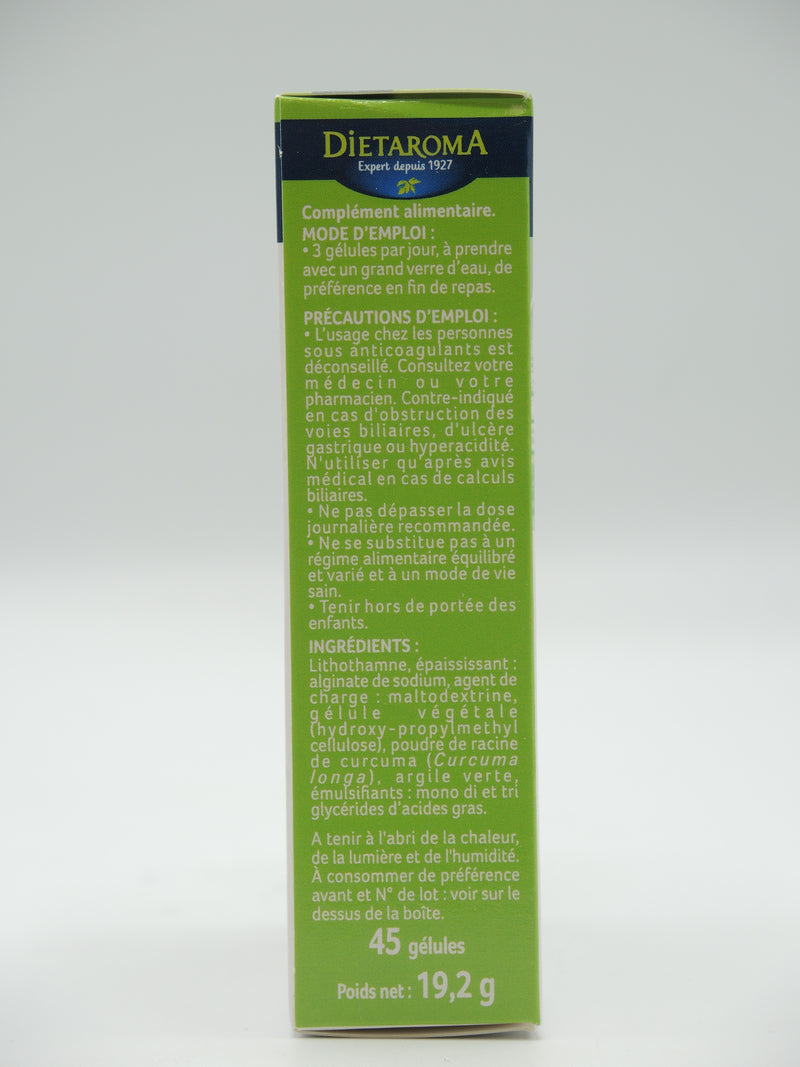 DiETAROMA
Expert depuis 1927
Complément alimentaire.
MODE D'EMPLOI :
• 3 gélules par jour, à prendre
avec un grand verre d'eau, de
préférence en fin de repas.
PRÉCAUTIONS D'EMPLOI :
• L'usage chez les personnes
sous anticoagulants est
déconseillé. Consultez votre
médecin ou votre
pharmacien. Contre-indiqué
en cas d'obstruction des
voies biliaires, d'ulcère
gastrique ou hyperacidité.
N'utiliser qu'après avis
médical en cas de calculs
biliaires.
• Ne pas dépasser la dose
journalière recommandée.
• Ne se substitue pas à un
régime alimentaire équilibré
et varié et à un mode de vie
sain.
• Tenir hors de portée des
enfants.
INGRÉDIENTS :
Lithothamne, épaississant :
alginate de sodium, agent de
charge : maltodextrine,
gélule végétale
(hydroxy-propylmethyl
cellulose), poudre de racine
de curcuma (Curcuma
longa), argile verte,
émulsifiants : mono di et tri
glycérides d'acides gras.
A tenir à l'abri de la chaleur,
de la lumière et de l'humidité.
À consommer de préférence
avant et N° de lot : voir sur le
dessus de la boîte.
45 gélules
Poids net : 19,2 g